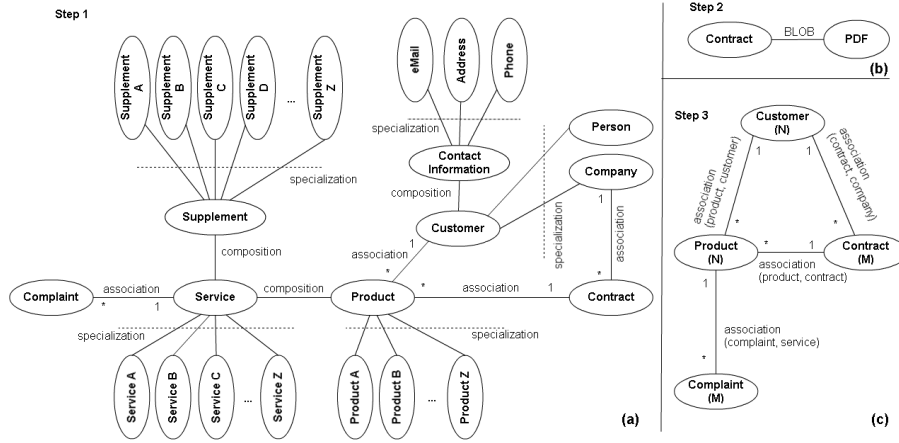 Step 1
Supplement A
Supplement B
Supplement C
Supplement D
...
Supplement Z
specialization
Supplement
composition
eMail
Address
Phone
specialization
Contact
Information
composition
Person
Company
specialization
Customer
association
1
*
1
association
*
Complaint
association
*
1
Service
composition
Product
*
association
1
Contract
specialization
Service A
Service B
Service C
...
Service Z
specialization
Product A
Product B
...
Product Z
(a)
Step 2
Contract
BLOB
PDF
(b)
Step 3
Customer
(N)
1
1
association
(product, customer)
association
(contract, company)
*
*
Product
(N)
*
1
Contract
(M)
association
(product, contract)
1
association
(complaint, service)
*
Complaint
(M)
(c)